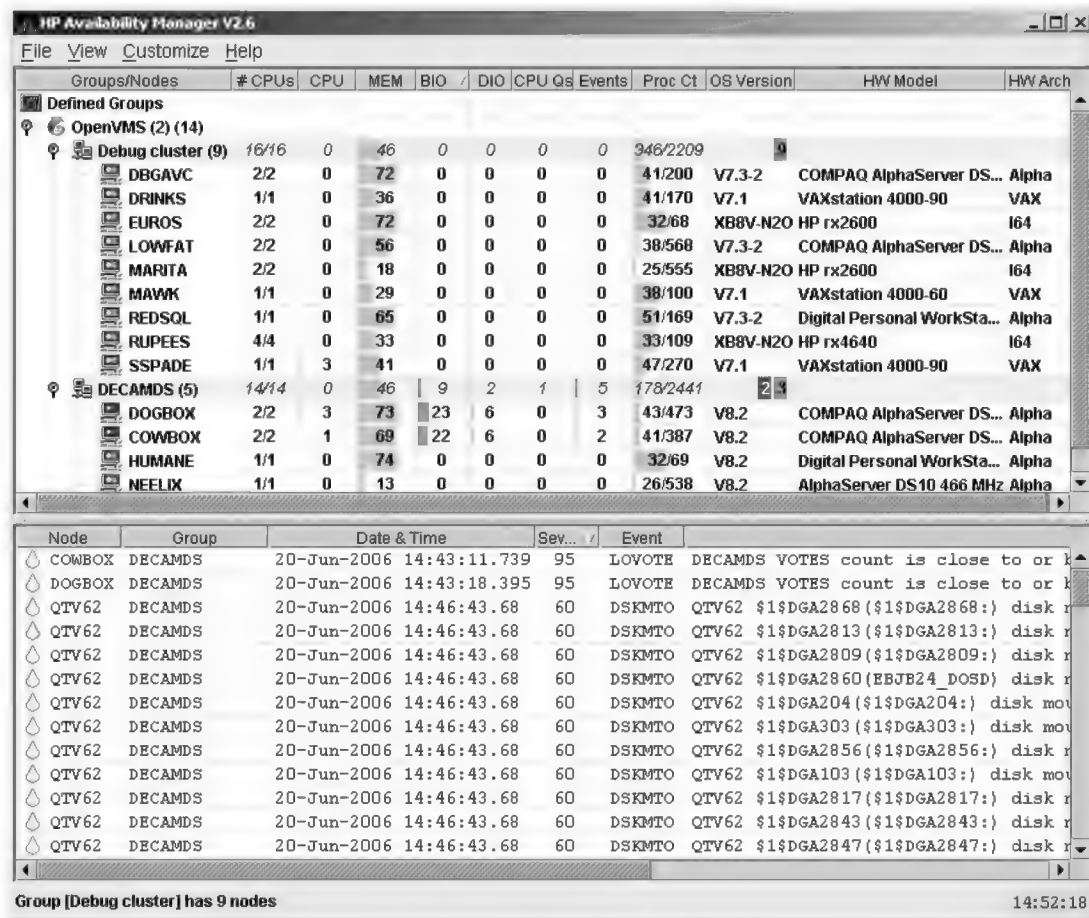 HP Availability Manager V2.6
File View Customize Help
Groups/Nodes # CPUs CPU MEM BIO / DIO CPU Qs Events Proc Ct OS Version HW Model HW Arch
Defined Groups
OpenVMS (2) (14)
Debug cluster (9) 16/16 0 46 0 0 0 0 346/2209 9
DBGAVC 2/2 0 72 0 0 0 0 41/200 V7.3-2 COMPAQ AlphaServer DS... Alpha
DRINKS 1/1 0 36 0 0 0 0 41/170 V7.1 VAXstation 4000-90 VAX
EUROS 2/2 0 72 0 0 0 0 32/68 XB8V-N2O HP rx2600 I64
LOWFAT 2/2 0 56 0 0 0 0 38/568 V7.3-2 COMPAQ AlphaServer DS... Alpha
MARITA 2/2 0 18 0 0 0 0 25/555 XB8V-N2O HP rx2600 I64
MAWK 1/1 0 29 0 0 0 0 38/100 V7.1 VAXstation 4000-60 VAX
REDSQL 1/1 0 65 0 0 0 0 51/169 V7.3-2 Digital Personal WorkSta... Alpha
RUPEES 4/4 0 33 0 0 0 0 33/109 XB8V-N2O HP rx4640 I64
SSPADE 1/1 3 41 0 0 0 0 47/270 V7.1 VAXstation 4000-90 VAX
DECAMDS (5) 14/14 0 46 9 2 1 5 178/2441 2 3
DOGBOX 2/2 3 73 23 6 0 3 43/473 V8.2 COMPAQ AlphaServer DS... Alpha
COWBOX 2/2 1 69 22 6 0 2 41/387 V8.2 COMPAQ AlphaServer DS... Alpha
HUMANE 1/1 0 74 0 0 0 0 32/69 V8.2 Digital Personal WorkSta... Alpha
NEELIX 1/1 0 13 0 0 0 0 26/538 V8.2 AlphaServer DS10 466 MHz Alpha
Node Group Date & Time Sev... / Event
COWBOX DECAMDS 20-Jun-2006 14:43:11.739 95 LOVOTE DECAMDS VOTES count is close to or
DOGBOX DECAMDS 20-Jun-2006 14:43:18.395 95 LOVOTE DECAMDS VOTES count is close to or
QTV62 DECAMDS 20-Jun-2006 14:46:43.68 60 DSKMTO QTV62 $1$DGA2868($1$DGA2868:) disk
QTV62 DECAMDS 20-Jun-2006 14:46:43.68 60 DSKMTO QTV62 $1$DGA2813($1$DGA2813:) disk
QTV62 DECAMDS 20-Jun-2006 14:46:43.68 60 DSKMTO QTV62 $1$DGA2809($1$DGA2809:) disk
QTV62 DECAMDS 20-Jun-2006 14:46:43.68 60 DSKMTO QTV62 $1$DGA2860(EBJB24_DOSD) disk
QTV62 DECAMDS 20-Jun-2006 14:46:43.68 60 DSKMTO QTV62 $1$DGA204($1$DGA204:) disk mou
QTV62 DECAMDS 20-Jun-2006 14:46:43.68 60 DSKMTO QTV62 $1$DGA303($1$DGA303:) disk mou
QTV62 DECAMDS 20-Jun-2006 14:46:43.68 60 DSKMTO QTV62 $1$DGA2856($1$DGA2856:) disk
QTV62 DECAMDS 20-Jun-2006 14:46:43.68 60 DSKMTO QTV62 $1$DGA103($1$DGA103:) disk mou
QTV62 DECAMDS 20-Jun-2006 14:46:43.68 60 DSKMTO QTV62 $1$DGA2817($1$DGA2817:) disk
QTV62 DECAMDS 20-Jun-2006 14:46:43.68 60 DSKMTO QTV62 $1$DGA2843($1$DGA2843:) disk
QTV62 DECAMDS 20-Jun-2006 14:46:43.68 60 DSKMTO QTV62 $1$DGA2847($1$DGA2847:) disk
Group [Debug cluster] has 9 nodes 14:52:18